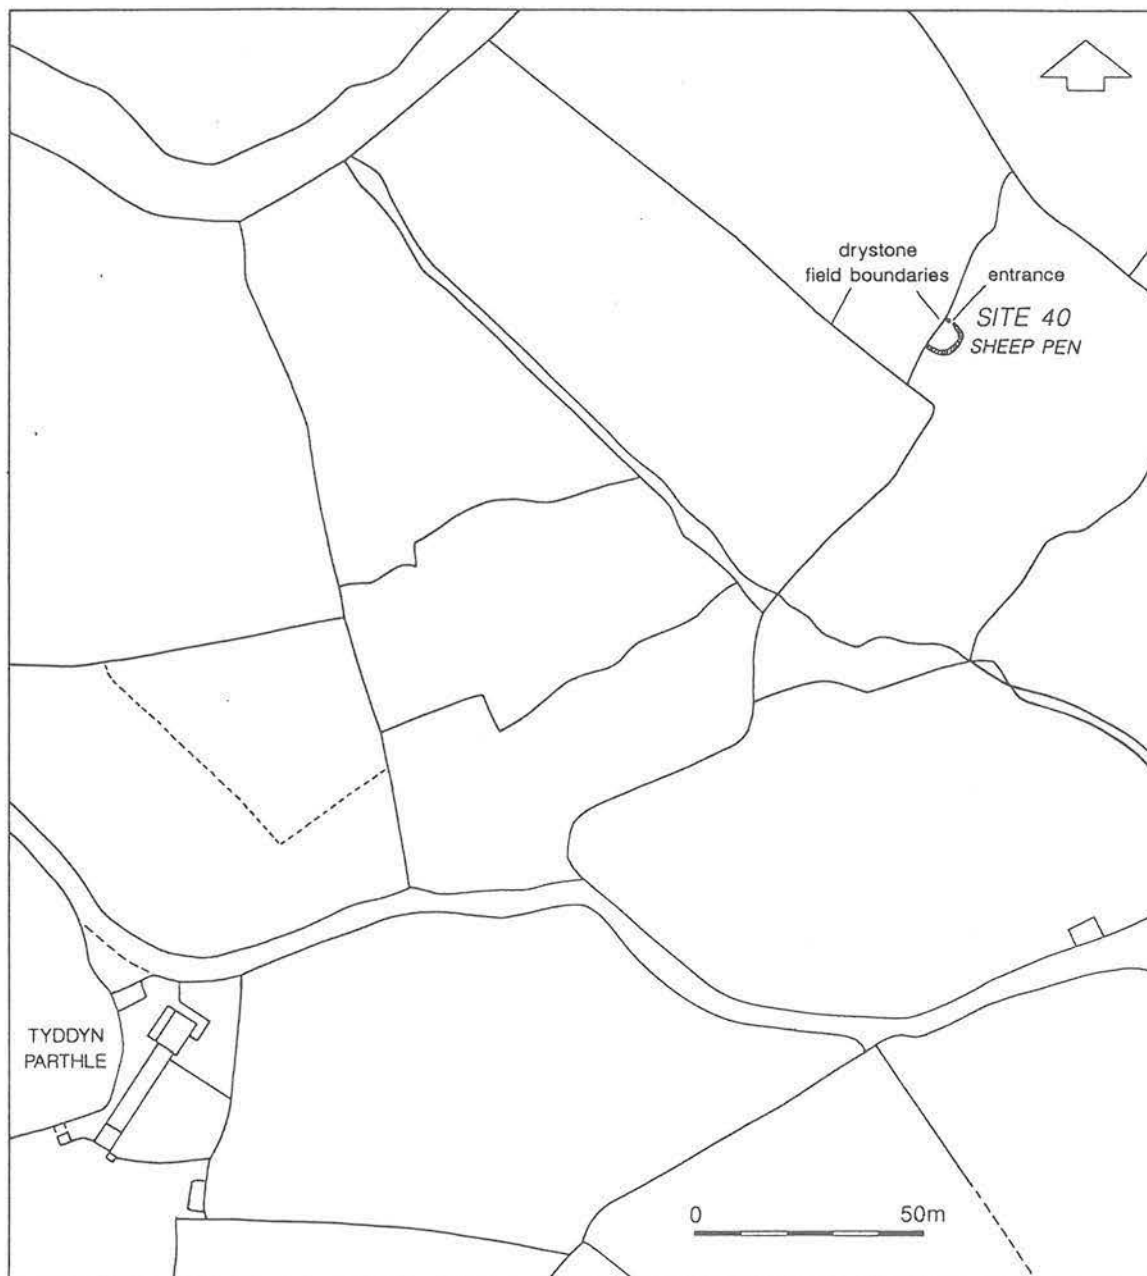 drystone
field boundaries
entrance
SITE 40
SHEEP PEN
TYDDYN
PARTHLE
0 50m